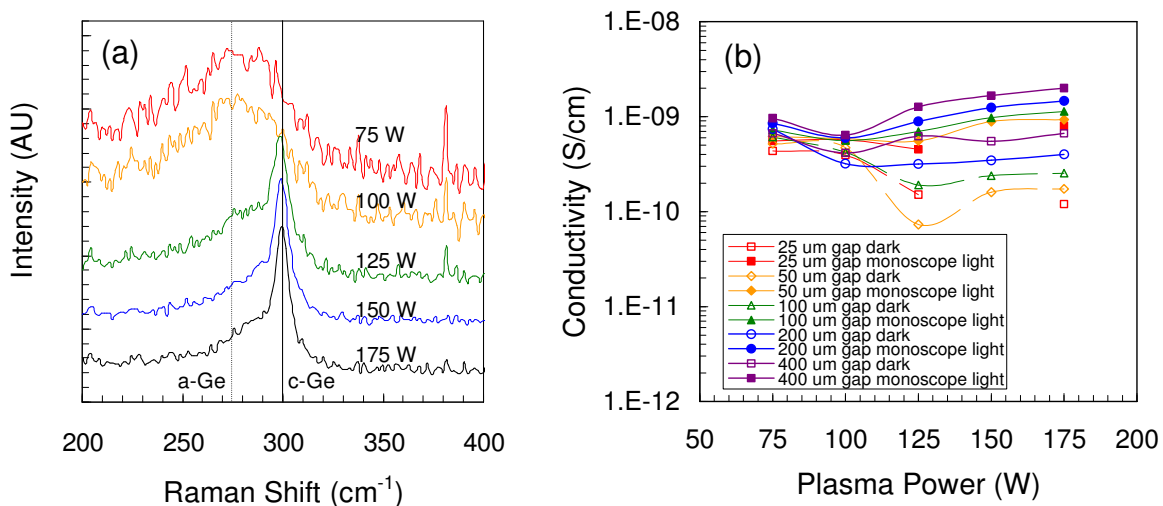 (a)
Intensity (AU)
75 W
100 W
125 W
150 W
175 W
a-Ge
c-Ge
200
250
300
350
400
Raman Shift (cm⁻¹)
(b)
Conductivity (S/cm)
1.E-08
1.E-09
1.E-10
1.E-11
1.E-12
25 um gap dark
25 um gap monoscope light
50 um gap dark
50 um gap monoscope light
100 um gap dark
100 um gap monoscope light
200 um gap dark
200 um gap monoscope light
400 um gap dark
400 um gap monoscope light
50
75
100
125
150
175
200
Plasma Power (W)